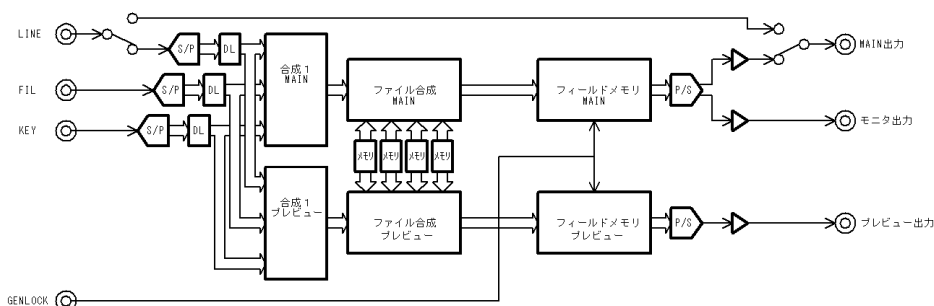 LINE
S/P
DL
合成1
MAIN
MAIN出力
FIL
S/P
DL
ファイル合成
MAIN
フィールドメモリ
MAIN
P/S
KEY
S/P
DL
モニタ出力
メモリ
メモリ
メモリ
メモリ
合成1
プレビュー
ファイル合成
プレビュー
フィールドメモリ
プレビュー
P/S
プレビュー出力
GENLOCK